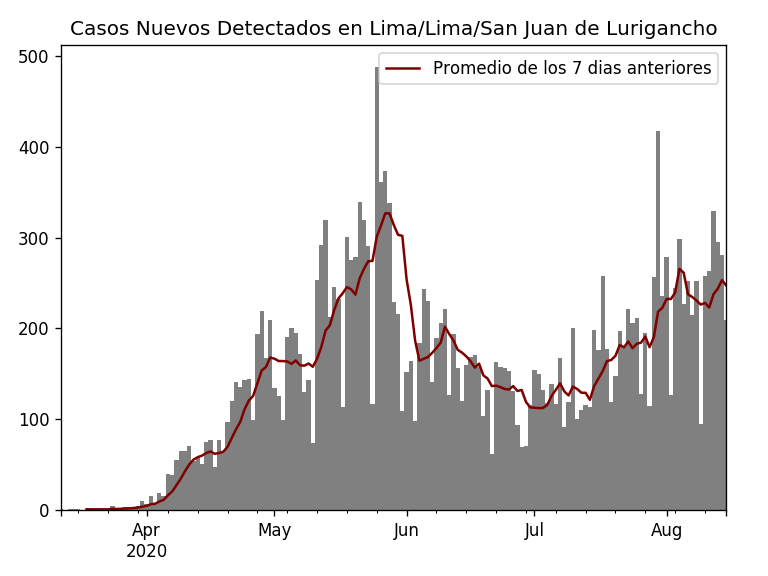 Casos Nuevos Detectados en Lima/Lima/San Juan de Lurigancho
Promedio de los 7 dias anteriores
500
400
300
200
100
0
Apr May Jun Jul Aug
2020